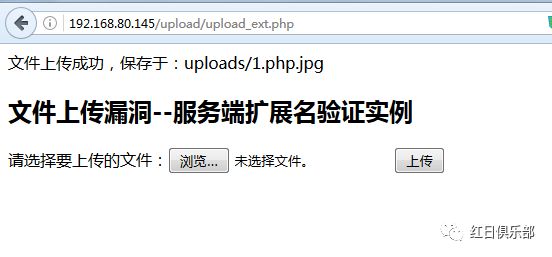 192.168.80.145/upload/upload_ext.php
文件上传成功，保存于：uploads/1.php.jpg
文件上传漏洞--服务端扩展名验证实例
请选择要上传的文件： 浏览... 未选择文件。 上传
红日俱乐部